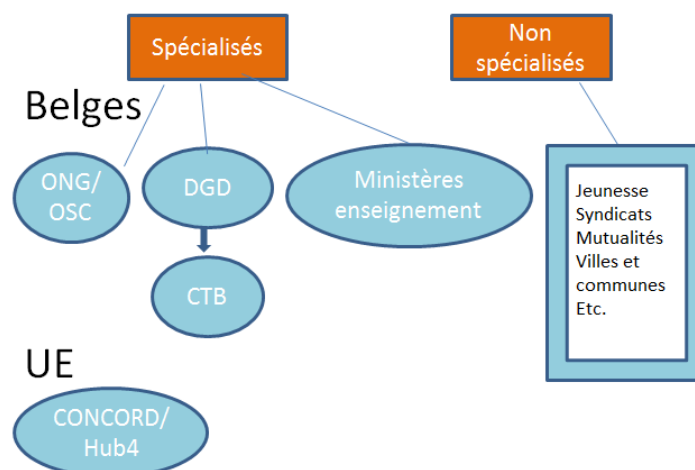 Spécialisés
Non
spécialisés
Belges
ONG/
OSC
DGD
Ministères
enseignement
Jeunesse
Syndicats
Mutualités
Villes et
communes
Etc.
CTB
UE
CONCORD/
Hub4